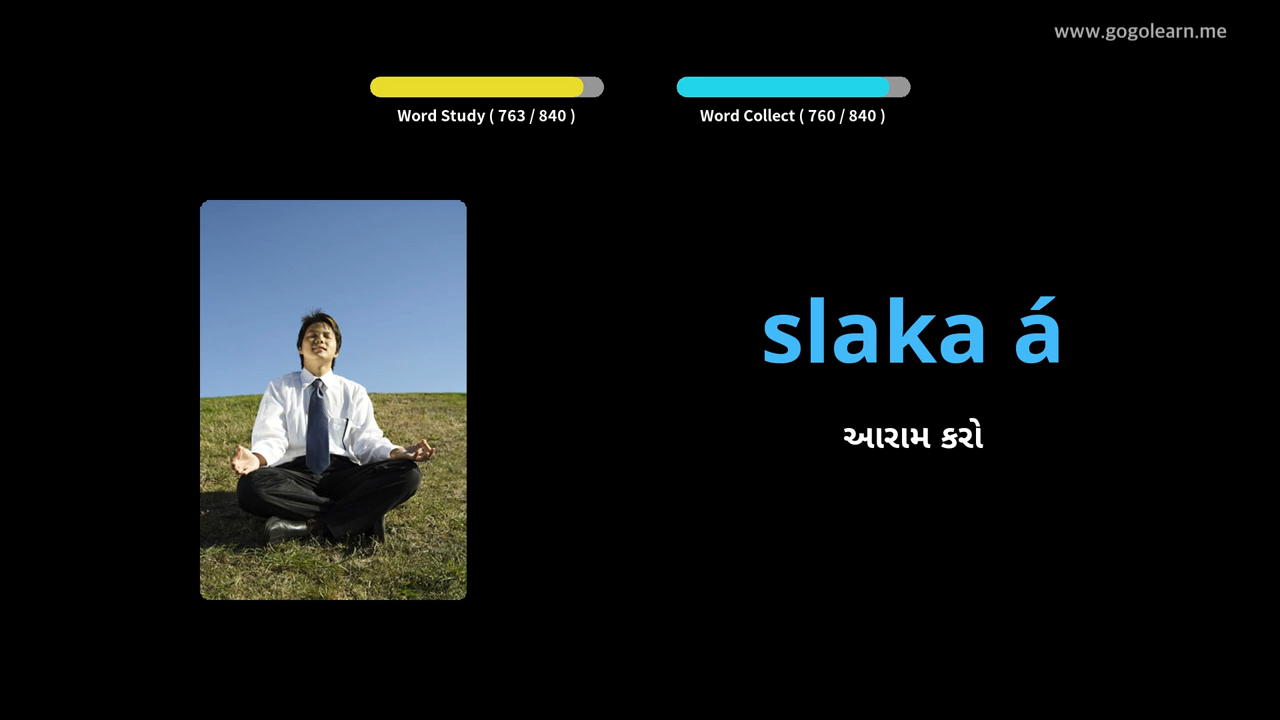 www.gogolearn.me
Word Study ( 763 / 840 )
Word Collect ( 760 / 840 )
slaka á
આરામ કરો